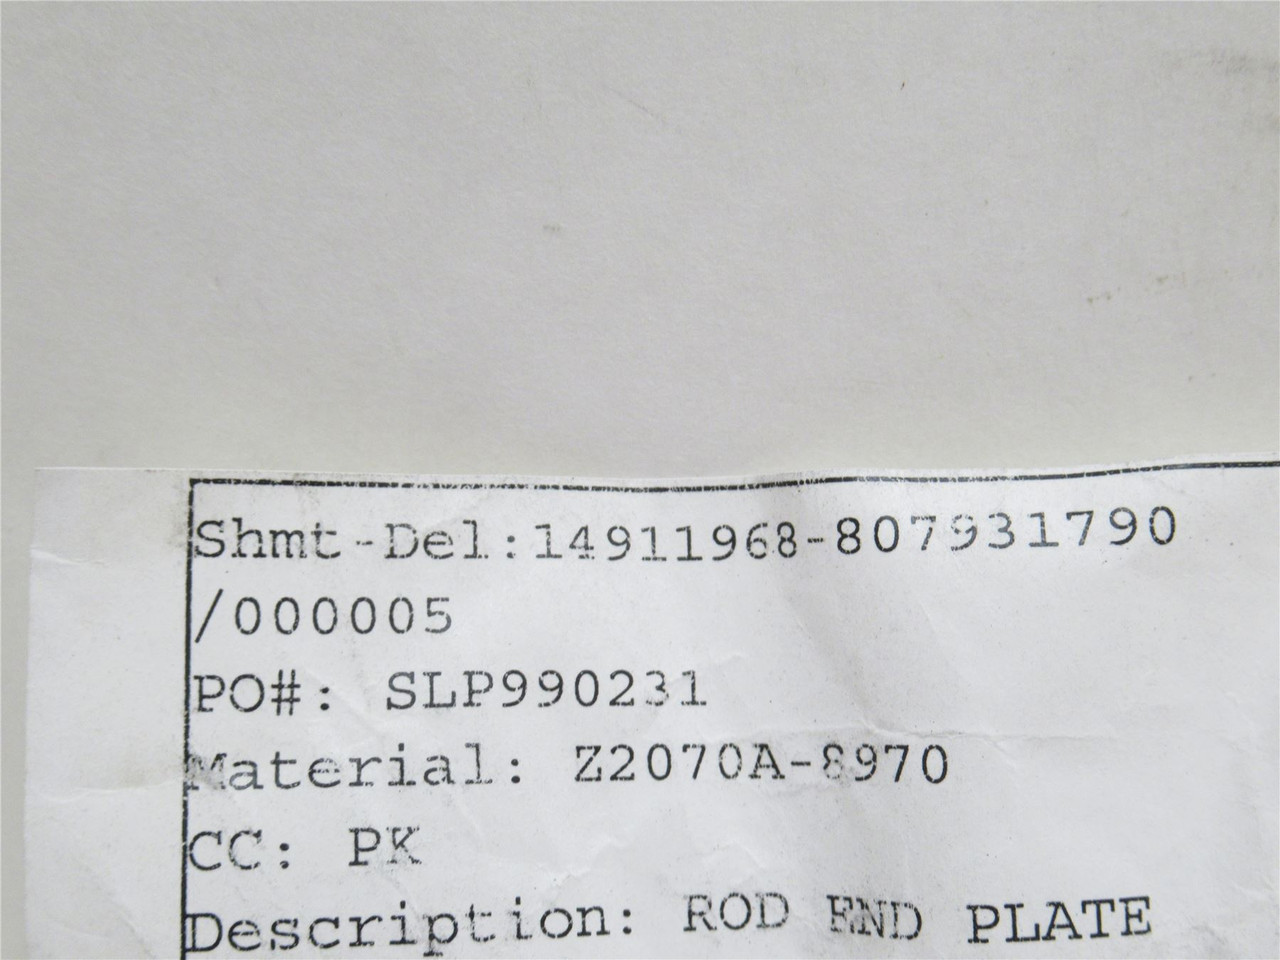 Shmt-Del:14911968-807931790
/000005
PO#: SLP990231
Material: Z2070A-8970
CC: PK
Description: ROD END PLATE